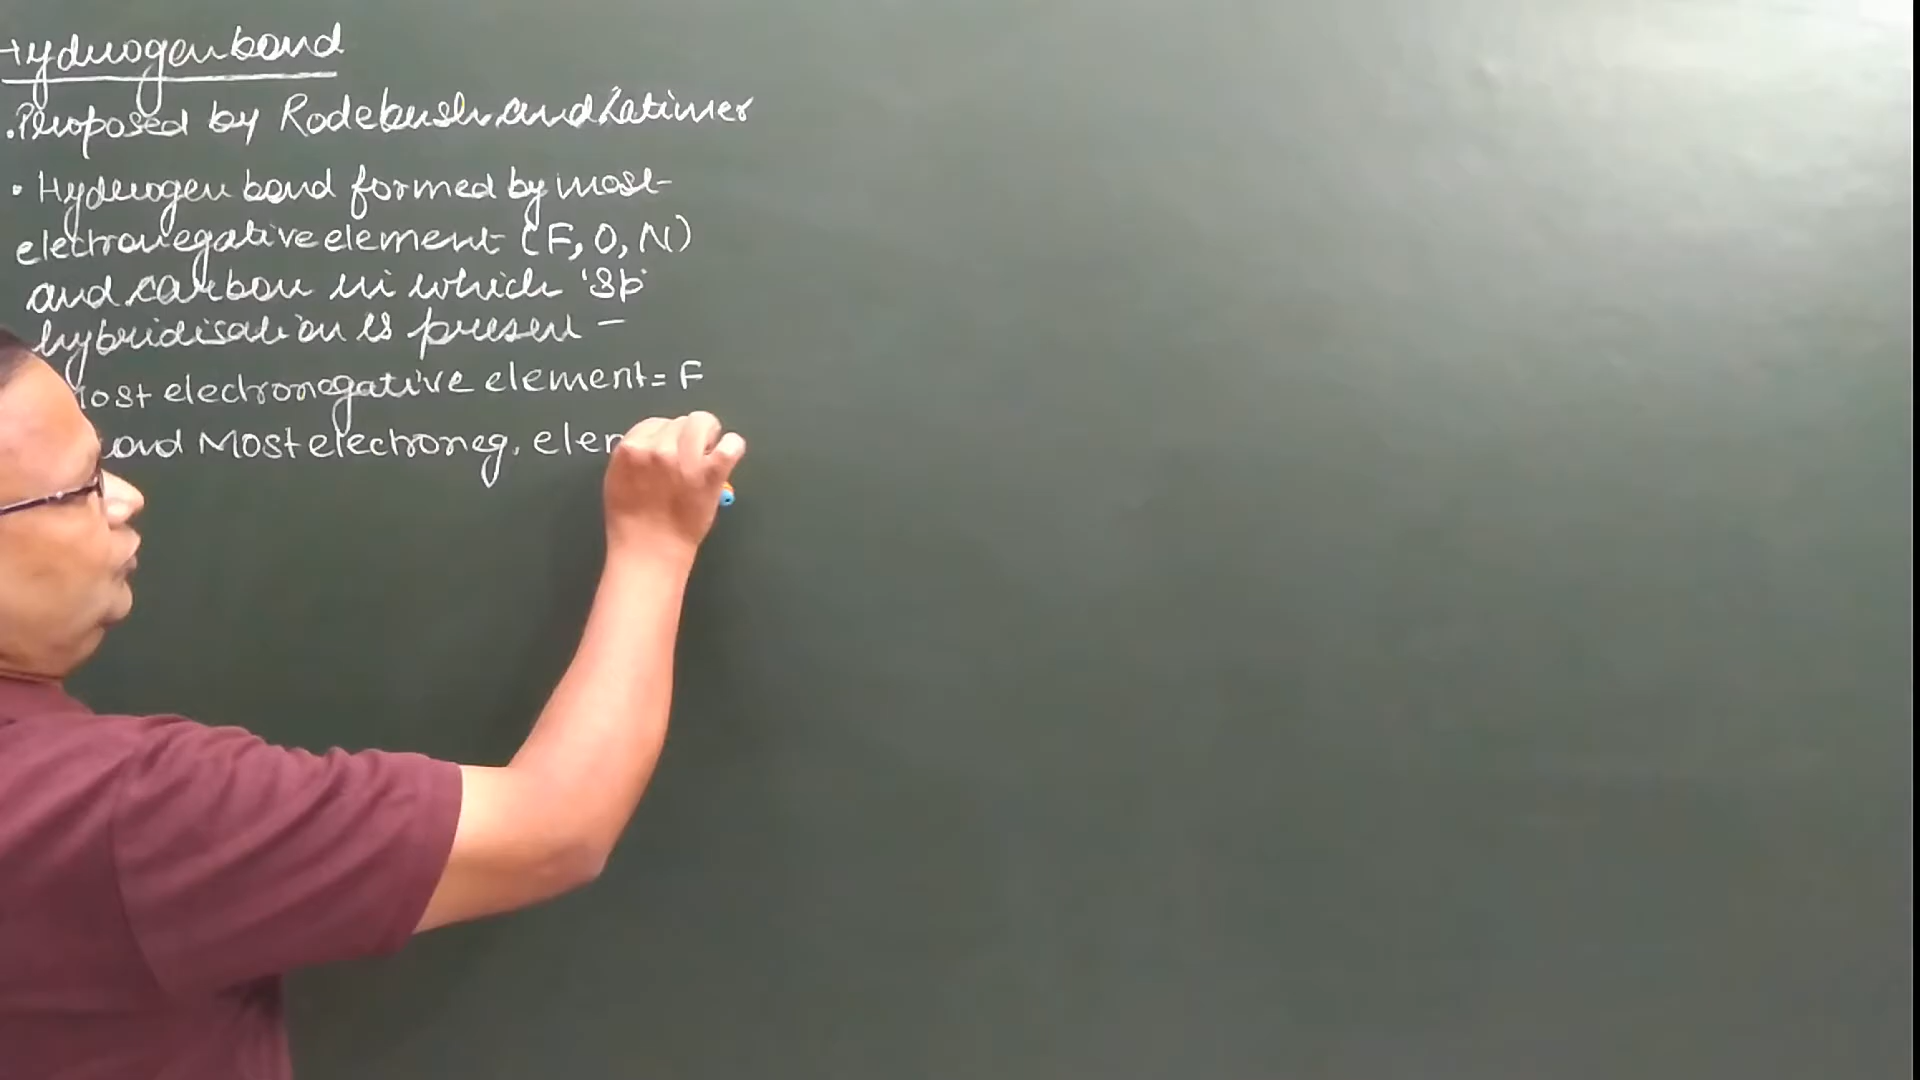 Hydrogen bond
. Proposed by Rodebush and Latimer
• Hydrogen bond formed by most
electronegative element (F, O, N)
and carbon in which 'sp'
hybridisation is present -
Most electronegative element = F
Most electroneg.